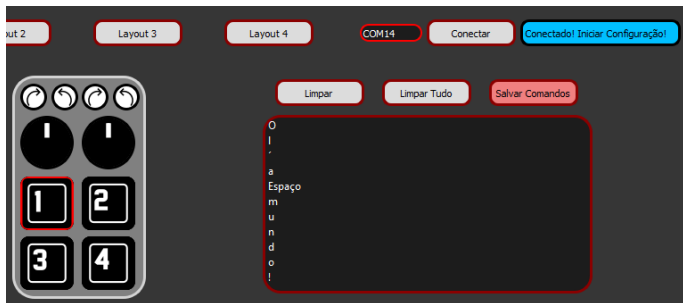 out 2 Layout 3 Layout 4 COM14 Conectar Conectado! Iniciar Configuração!
Limpar Limpar Tudo Salvar Comandos
1 2
3 4
O
l
´
a
Espaço
m
u
n
d
o
!